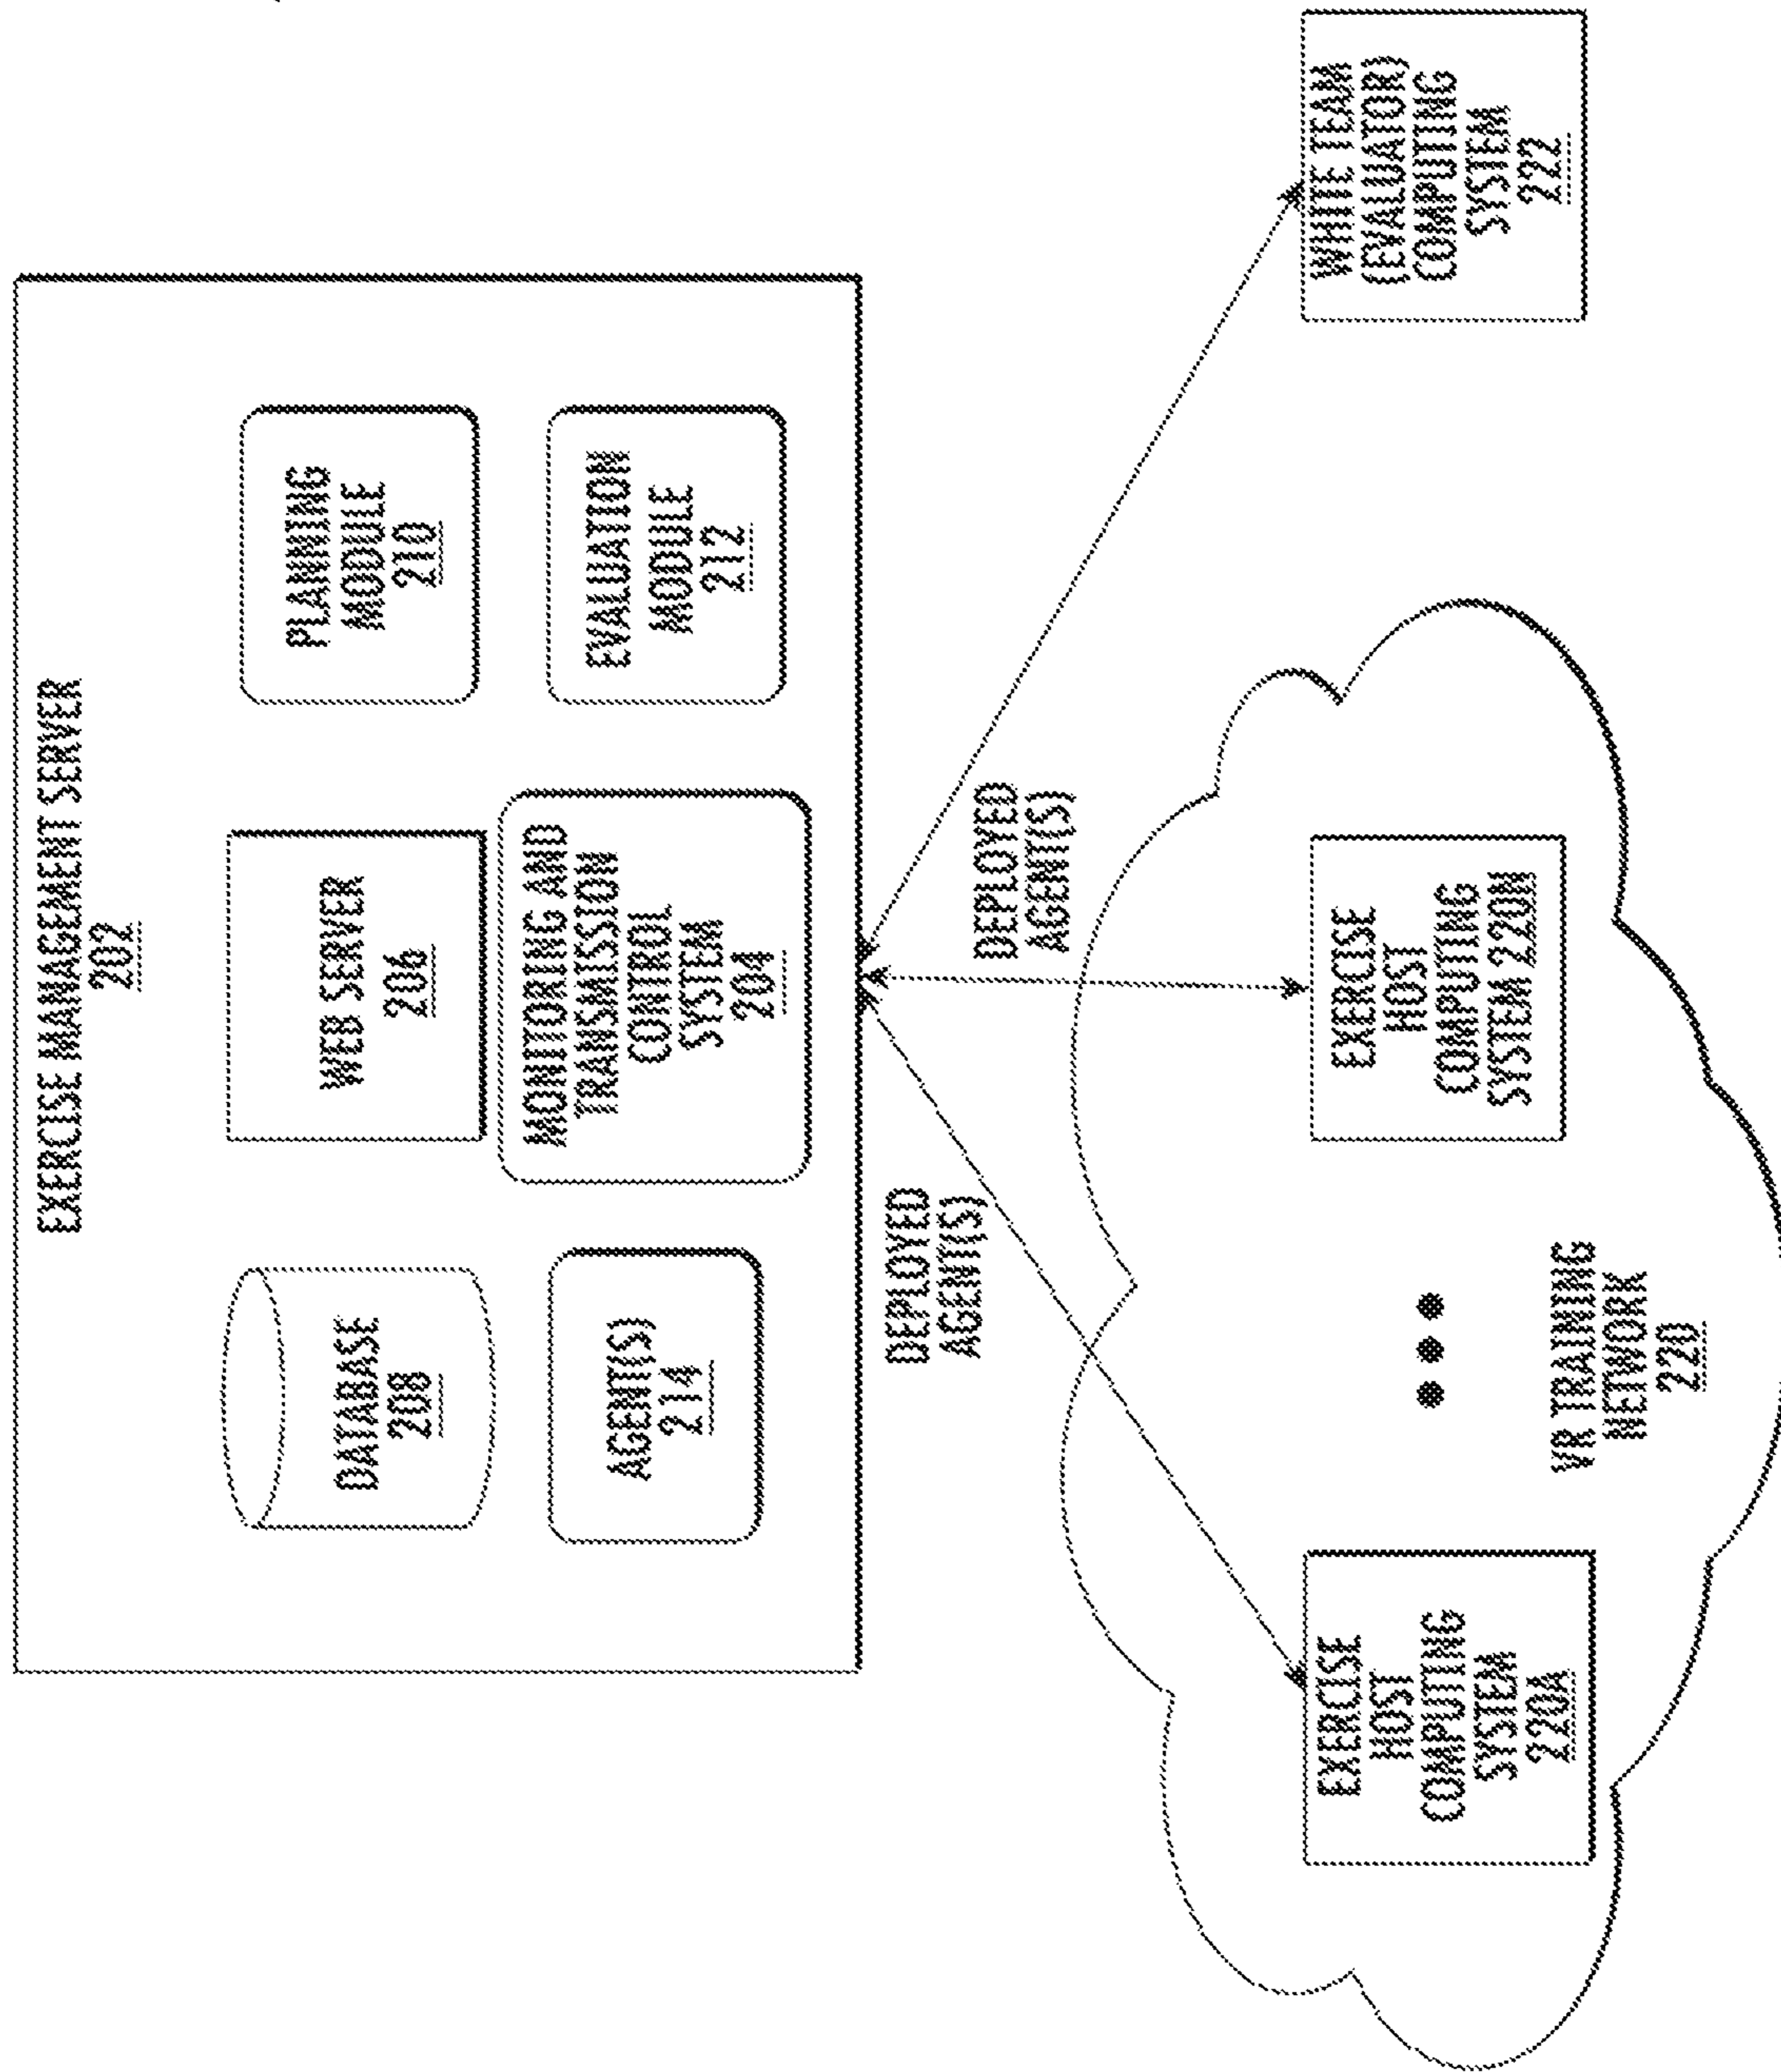 EXERCISE MANAGEMENT SERVER
202
DATABASE
208
WEB SERVER
206
PLANNING
MODULE
210
AGENT(S)
214
MONITORING AND
TRANSMISSION
CONTROL
SYSTEM
204
EVALUATION
MODULE
212
DEPLOYED
AGENT(S)
DEPLOYED
AGENT(S)
EXERCISE
HOST
COMPUTING
SYSTEM
220A
EXERCISE
HOST
COMPUTING
SYSTEM 220N
VR TRAINING
NETWORK
220
WHITE TEAM
(EVALUATOR)
COMPUTING
SYSTEM
222